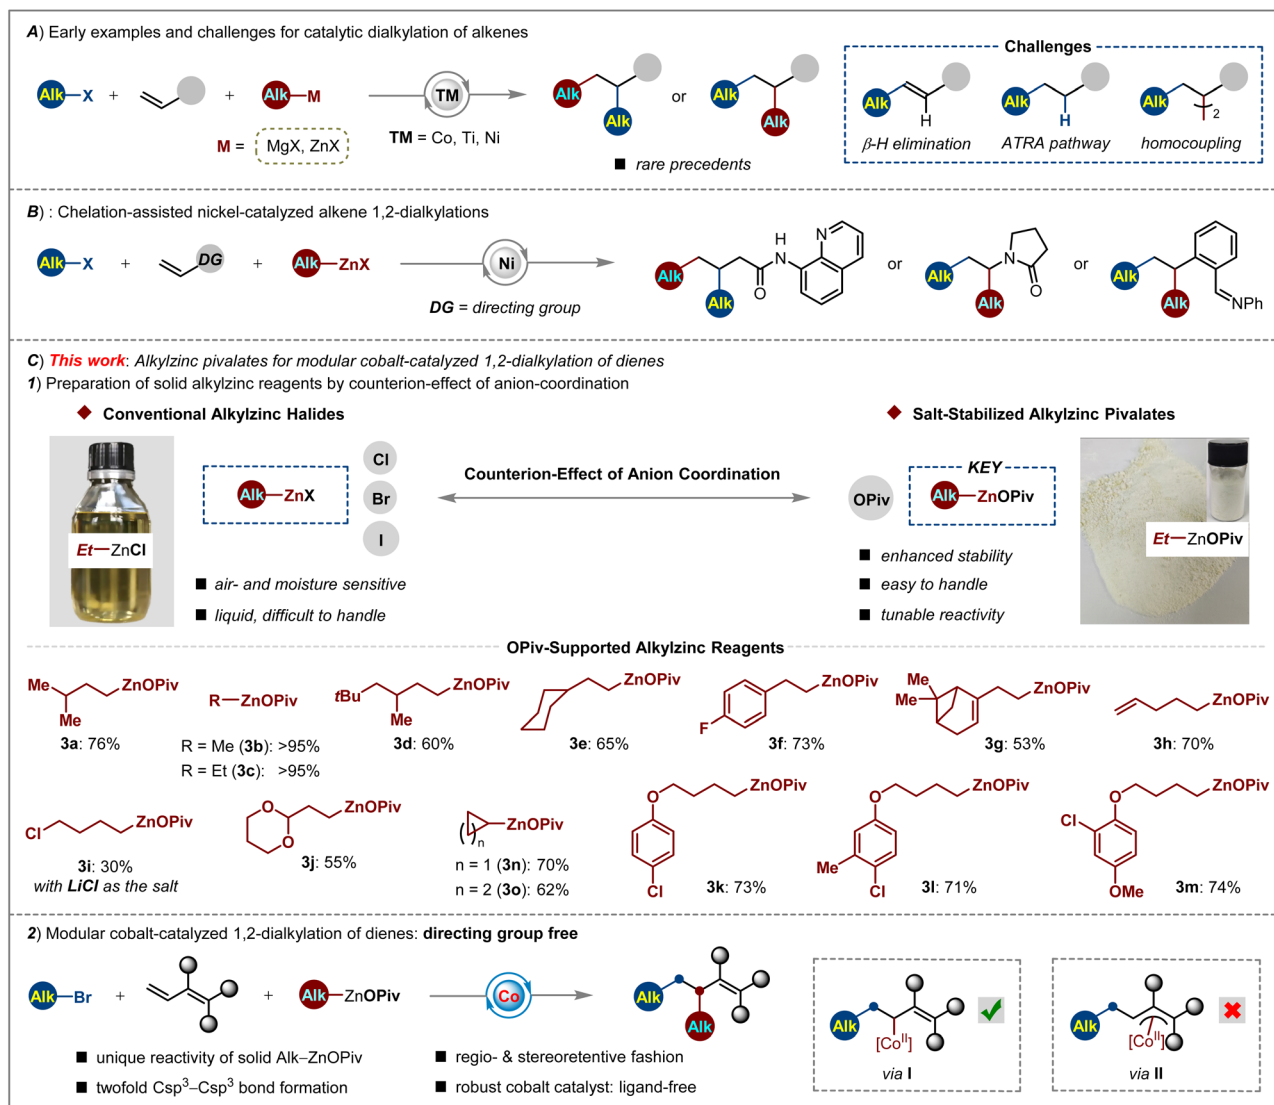 A) Early examples and challenges for catalytic dialkylation of alkenes
Challenges
Alk X + + Alk M
TM
Alk Alk or Alk Alk
Alk H
Alk H
Alk 2
M = MgX, ZnX
TM = Co, Ti, Ni
■ rare precedents
β-H elimination
ATRA pathway
homocoupling
B) : Chelation-assisted nickel-catalyzed alkene 1,2-dialkylations
Alk X + DG + Alk ZnX
Ni
DG = directing group
Alk Alk O H N N
or
Alk Alk N O
or
Alk Alk NPh
C) This work: Alkylzinc pivalates for modular cobalt-catalyzed 1,2-dialkylation of dienes
1) Preparation of solid alkylzinc reagents by counterion-effect of anion-coordination
◆ Conventional Alkylzinc Halides
◆ Salt-Stabilized Alkylzinc Pivalates
Et—ZnCl
Alk ZnX
Cl
Br
I
Counterion-Effect of Anion Coordination
OPiv
KEY
Alk ZnOPiv
Et—ZnOPiv
■ air- and moisture sensitive
■ liquid, difficult to handle
■ enhanced stability
■ easy to handle
■ tunable reactivity
OPiv-Supported Alkylzinc Reagents
Me Me ZnOPiv
3a: 76%
R ZnOPiv
R = Me (3b): >95%
R = Et (3c): >95%
tBu Me ZnOPiv
3d: 60%
ZnOPiv
3e: 65%
F ZnOPiv
3f: 73%
Me Me ZnOPiv
3g: 53%
ZnOPiv
3h: 70%
Cl ZnOPiv
3i: 30%
with LiCl as the salt
O O ZnOPiv
3j: 55%
( ) n ZnOPiv
n = 1 (3n): 70%
n = 2 (3o): 62%
O Cl ZnOPiv
3k: 73%
O Me Cl ZnOPiv
3l: 71%
Cl O OMe ZnOPiv
3m: 74%
2) Modular cobalt-catalyzed 1,2-dialkylation of dienes: directing group free
Alk Br + + Alk ZnOPiv
Co
Alk Alk
Alk [CoII]
via I
Alk [CoII]
via II
■ unique reactivity of solid Alk–ZnOPiv
■ twofold Csp3–Csp3 bond formation
■ regio- & stereoretentive fashion
■ robust cobalt catalyst: ligand-free